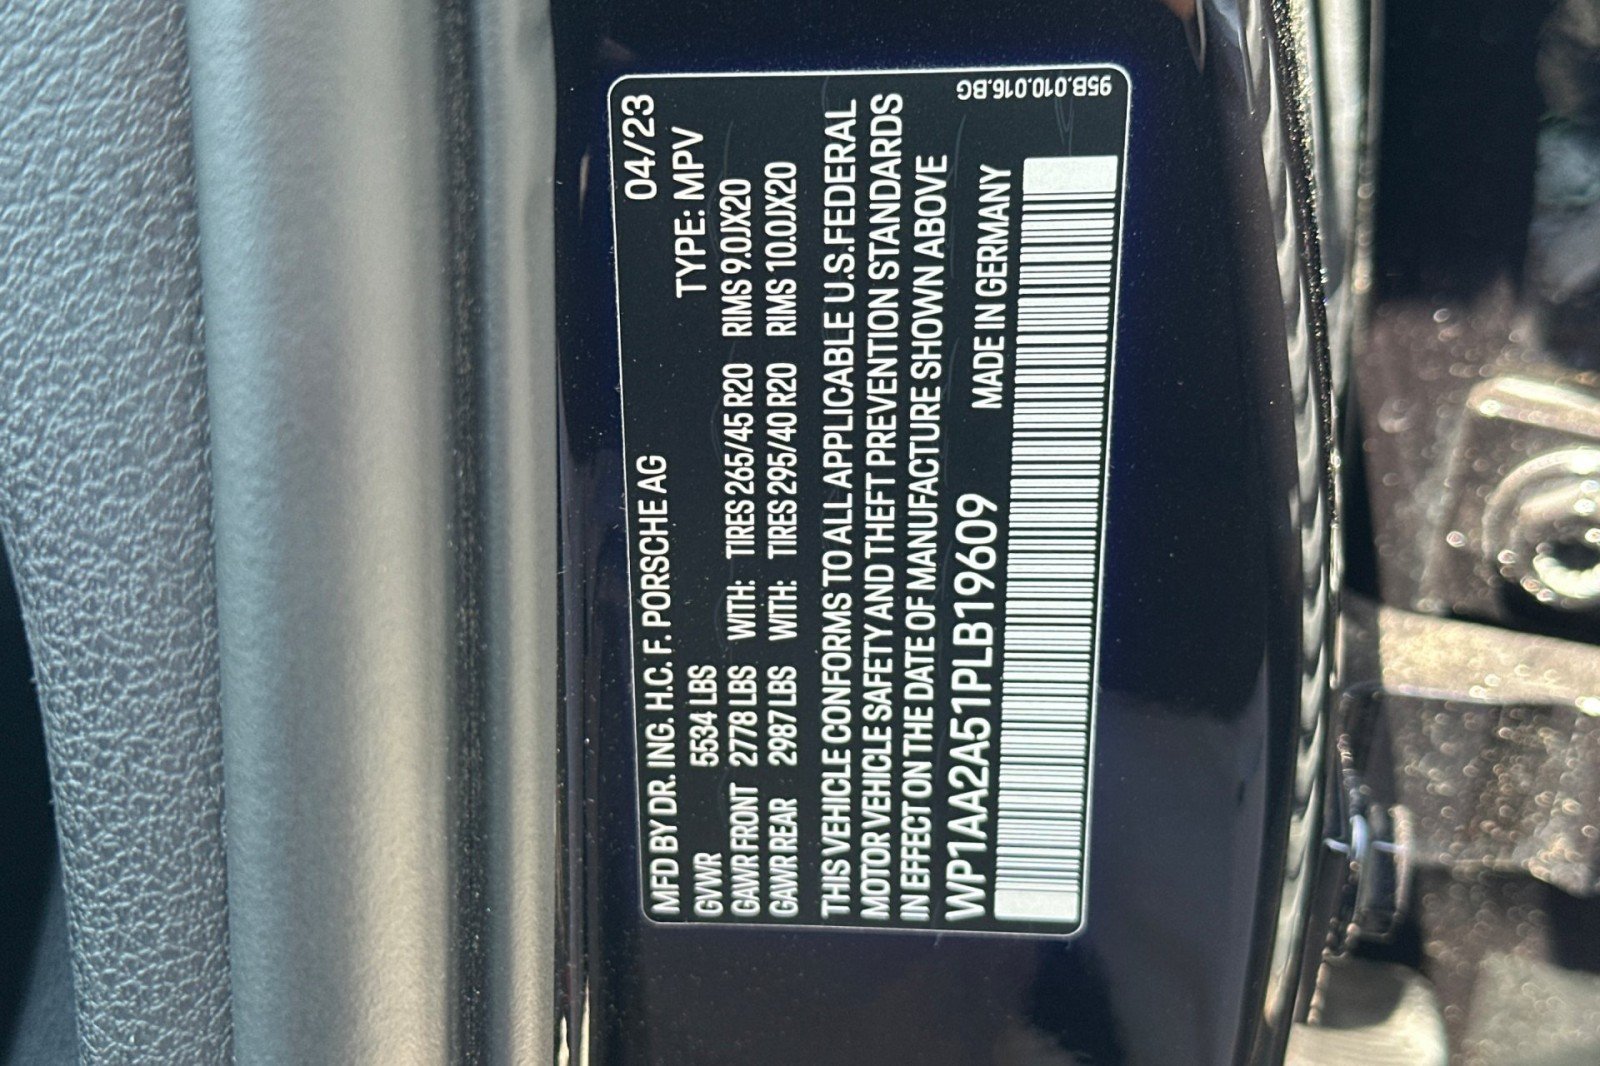 04/23
MFD BY DR. ING. H.C. F. PORSCHE AG
TYPE: MPV
GVWR 5534 LBS
GAWR FRONT 2778 LBS WITH: TIRES 265/45 R20 RIMS 9.0JX20
GAWR REAR 2987 LBS WITH: TIRES 295/40 R20 RIMS 10.0JX20
THIS VEHICLE CONFORMS TO ALL APPLICABLE U.S. FEDERAL
MOTOR VEHICLE SAFETY AND THEFT PREVENTION STANDARDS
IN EFFECT ON THE DATE OF MANUFACTURE SHOWN ABOVE
WP1AA2A51PLB19609 MADE IN GERMANY
95B.010.016.BG